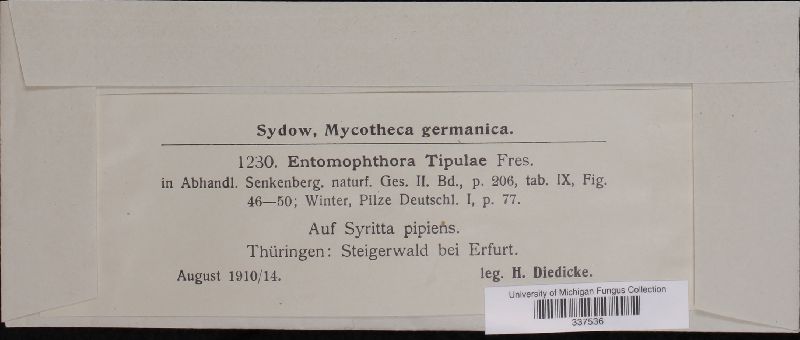 Sydow, Mycotheca germanica.
1230. Entomophthora Tipulae Fres.
in Abhandl. Senkenberg. naturf. Ges. II. Bd., p. 206, tab. IX, Fig.
46—50; Winter, Pilze Deutschl. I, p. 77.
Auf Syritta pipiens.
Thüringen: Steigerwald bei Erfurt.
August 1910/14. leg. H. Diedicke.
University of Michigan Fungus Collection
337536